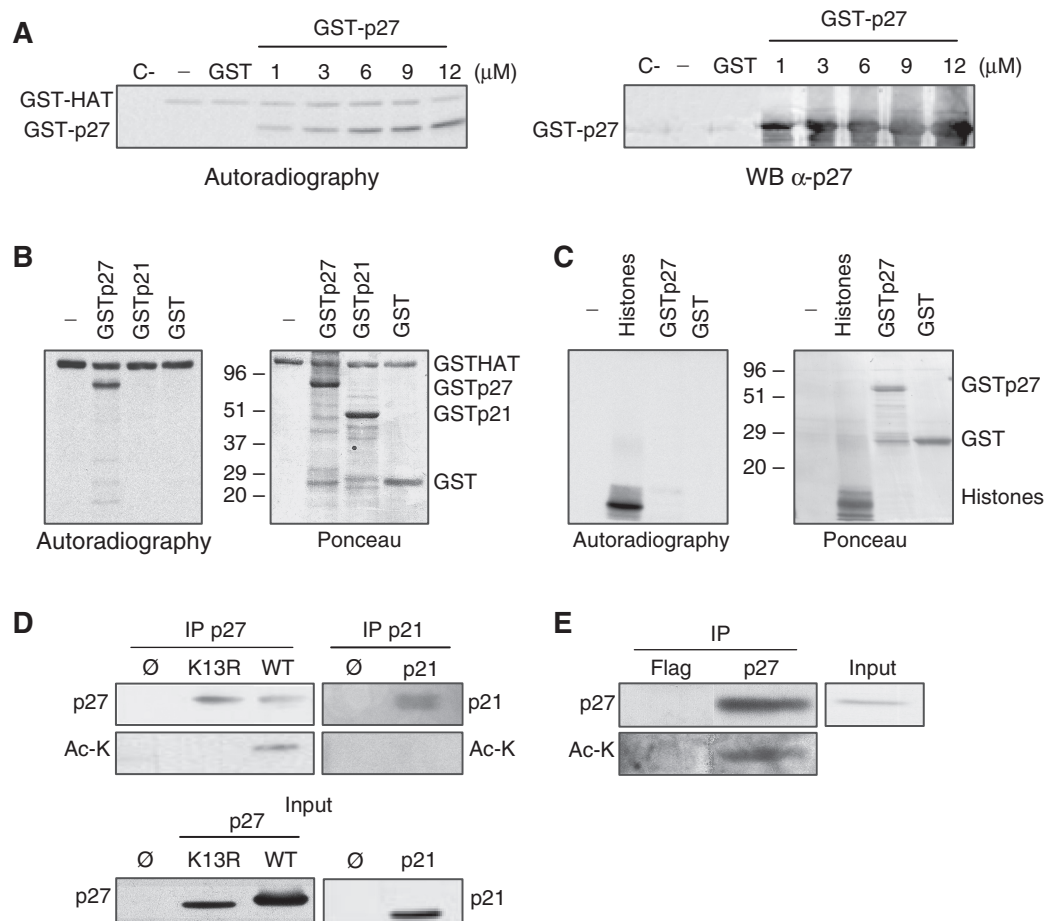 A
GST-p27
C- – GST 1 3 6 9 12 (μM)
GST-HAT
GST-p27
Autoradiography
GST-p27
C- – GST 1 3 6 9 12 (μM)
GST-p27
WB α-p27
B
– GSTp27 GSTp21 GST
Autoradiography
– GSTp27 GSTp21 GST
96 –
51 –
37 –
29 –
20 –
GSTHAT
GSTp27
GSTp21
GST
Ponceau
C
– Histones GSTp27 GST
Autoradiography
– Histones GSTp27 GST
96 –
51 –
29 –
20 –
GSTp27
GST
Histones
Ponceau
D
IP p27
Ø K13R WT
p27
Ac-K
IP p21
Ø p21
p21
Ac-K
Input
p27
Ø K13R WT
p27
Ø p21
p21
E
IP
Flag p27 Input
p27
Ac-K